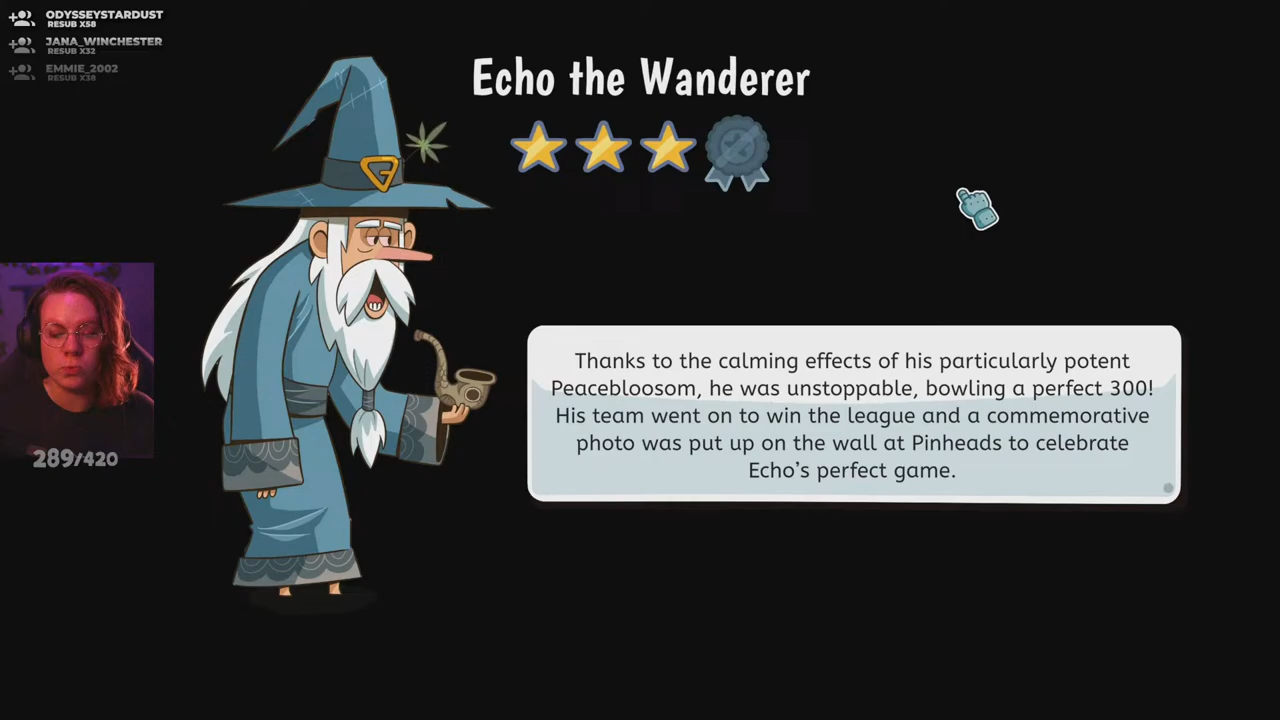 ODYSSEYSTARDUST
RESUB X58
JANA_WINCHESTER
RESUB X32
EMMIE_2002
RESUB X38
Echo the Wanderer
289/420
Thanks to the calming effects of his particularly potent
Peacebloosom, he was unstoppable, bowling a perfect 300!
His team went on to win the league and a commemorative
photo was put up on the wall at Pinheads to celebrate
Echo's perfect game.